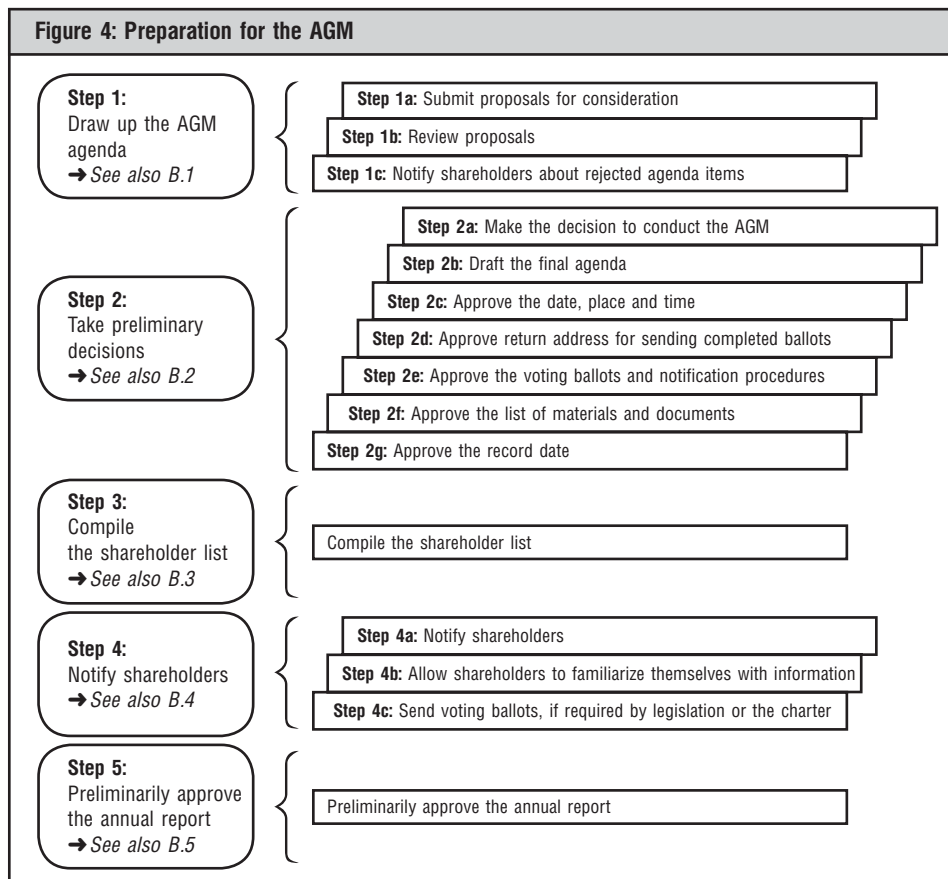 Figure 4: Preparation for the AGM
Step 1:
Draw up the AGM
agenda
➔ See also B.1
Step 1a: Submit proposals for consideration
Step 1b: Review proposals
Step 1c: Notify shareholders about rejected agenda items
Step 2:
Take preliminary
decisions
➔ See also B.2
Step 2a: Make the decision to conduct the AGM
Step 2b: Draft the final agenda
Step 2c: Approve the date, place and time
Step 2d: Approve return address for sending completed ballots
Step 2e: Approve the voting ballots and notification procedures
Step 2f: Approve the list of materials and documents
Step 2g: Approve the record date
Step 3:
Compile
the shareholder list
➔ See also B.3
Compile the shareholder list
Step 4:
Notify shareholders
➔ See also B.4
Step 4a: Notify shareholders
Step 4b: Allow shareholders to familiarize themselves with information
Step 4c: Send voting ballots, if required by legislation or the charter
Step 5:
Preliminarily approve
the annual report
➔ See also B.5
Preliminarily approve the annual report